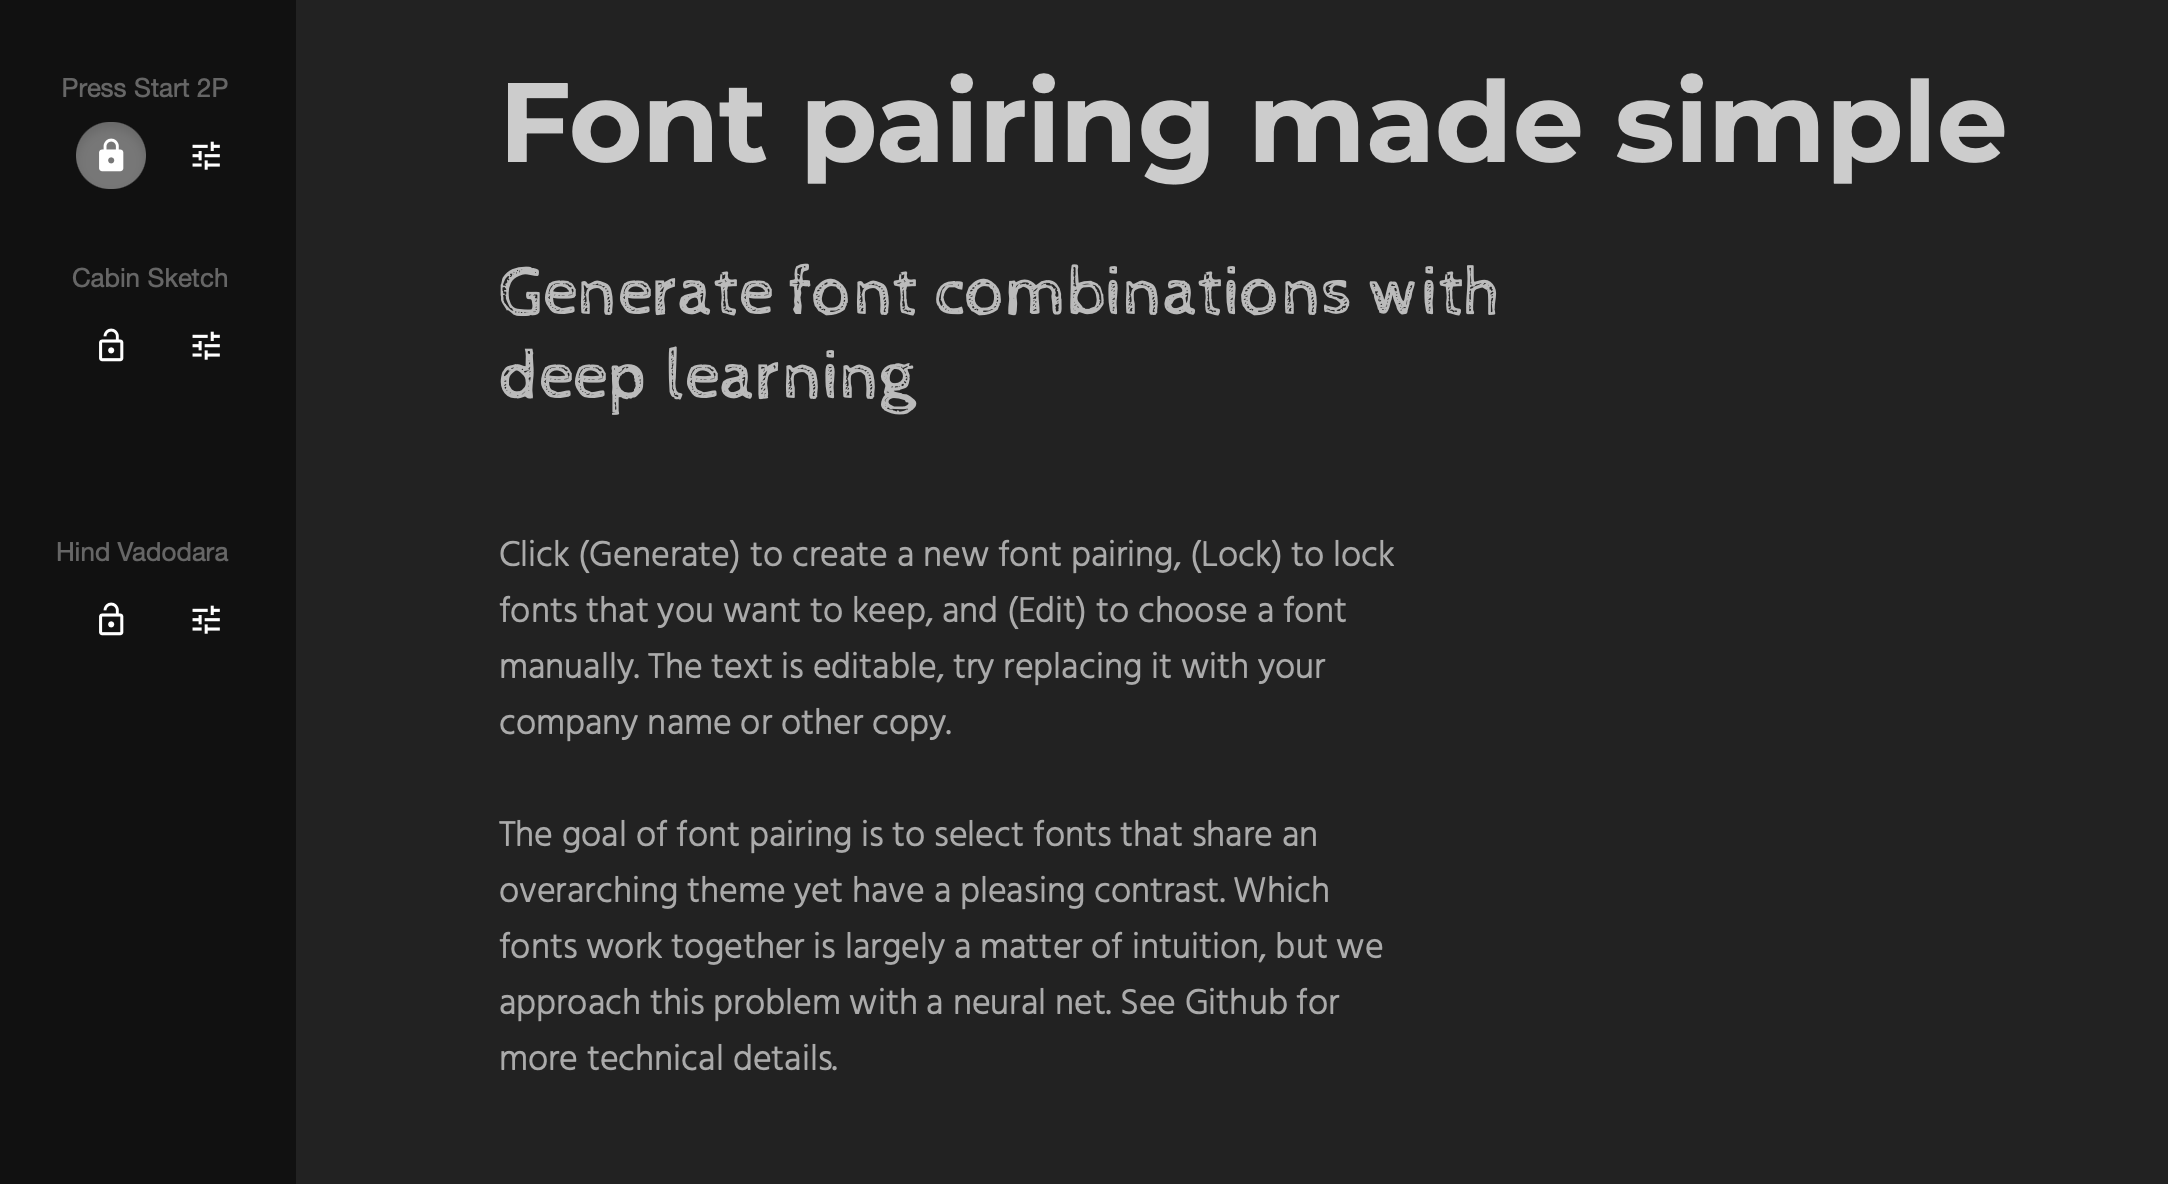 Press Start 2P
Font pairing made simple
Cabin Sketch
Generate font combinations with
deep learning
Hind Vadodara
Click (Generate) to create a new font pairing, (Lock) to lock
fonts that you want to keep, and (Edit) to choose a font
manually. The text is editable, try replacing it with your
company name or other copy.
The goal of font pairing is to select fonts that share an
overarching theme yet have a pleasing contrast. Which
fonts work together is largely a matter of intuition, but we
approach this problem with a neural net. See Github for
more technical details.